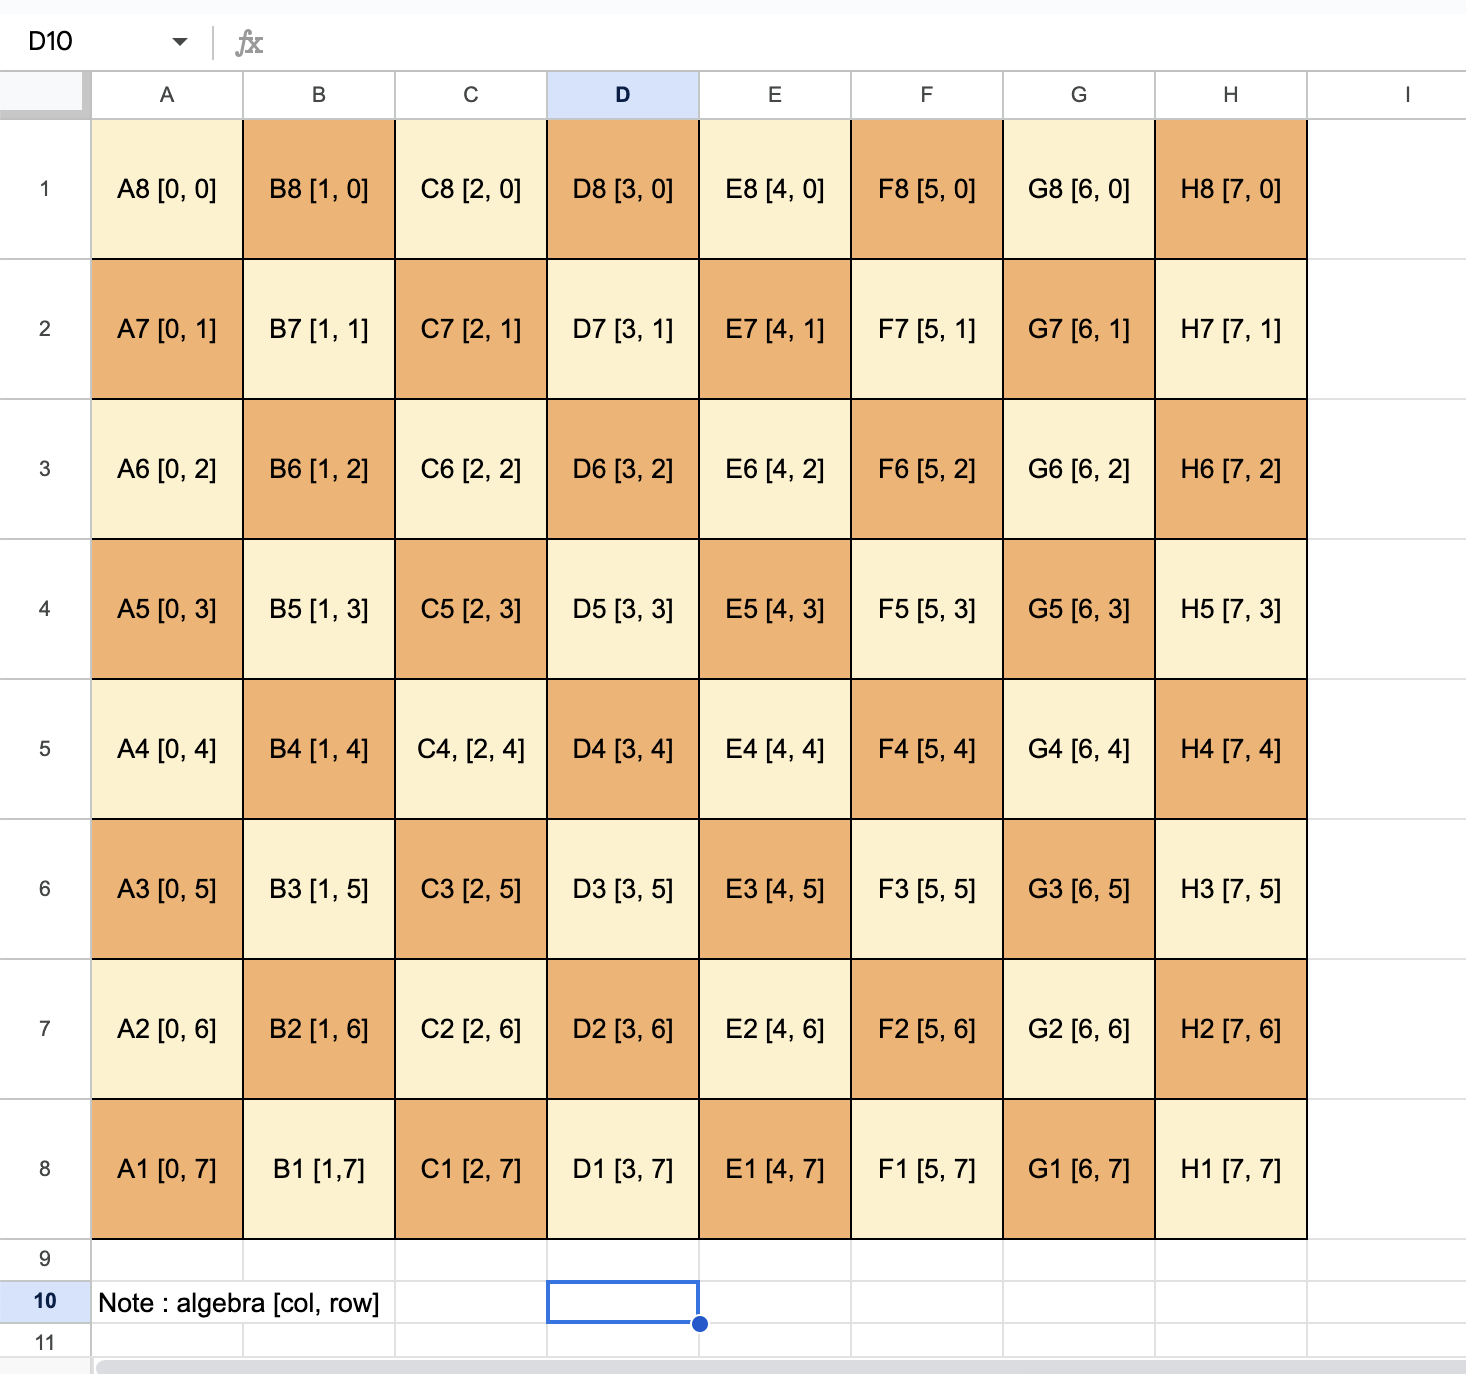 D10 fx
A B C D E F G H I
1 A8 [0, 0] B8 [1, 0] C8 [2, 0] D8 [3, 0] E8 [4, 0] F8 [5, 0] G8 [6, 0] H8 [7, 0]
2 A7 [0, 1] B7 [1, 1] C7 [2, 1] D7 [3, 1] E7 [4, 1] F7 [5, 1] G7 [6, 1] H7 [7, 1]
3 A6 [0, 2] B6 [1, 2] C6 [2, 2] D6 [3, 2] E6 [4, 2] F6 [5, 2] G6 [6, 2] H6 [7, 2]
4 A5 [0, 3] B5 [1, 3] C5 [2, 3] D5 [3, 3] E5 [4, 3] F5 [5, 3] G5 [6, 3] H5 [7, 3]
5 A4 [0, 4] B4 [1, 4] C4, [2, 4] D4 [3, 4] E4 [4, 4] F4 [5, 4] G4 [6, 4] H4 [7, 4]
6 A3 [0, 5] B3 [1, 5] C3 [2, 5] D3 [3, 5] E3 [4, 5] F3 [5, 5] G3 [6, 5] H3 [7, 5]
7 A2 [0, 6] B2 [1, 6] C2 [2, 6] D2 [3, 6] E2 [4, 6] F2 [5, 6] G2 [6, 6] H2 [7, 6]
8 A1 [0, 7] B1 [1,7] C1 [2, 7] D1 [3, 7] E1 [4, 7] F1 [5, 7] G1 [6, 7] H1 [7, 7]
9
10 Note : algebra [col, row]
11